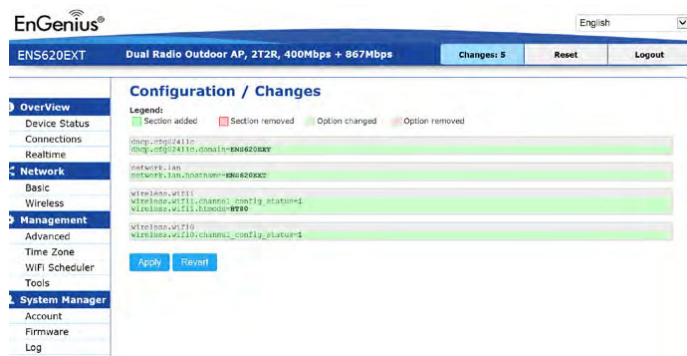 EnGenius®
English
ENS620EXT
Dual Radio Outdoor AP, 2T2R, 400Mbps + 867Mbps
Changes: 5
Reset
Logout
Configuration / Changes
Legend:
Section added
Section removed
Option changed
Option removed
OverView
Device Status
Connections
Realtime
Network
Basic
Wireless
Management
Advanced
Time Zone
WiFi Scheduler
Tools
System Manager
Account
Firmware
Log
dhcp.cfg02411c
dhcp.cfg02411c.domain=ENS620EXT
network.lan
network.lan.hostname=ENS620EXT
wireless.wifi1
wireless.wifi1.channel_config_status=1
wireless.wifi1.htmode=HT80
wireless.wifi0
wireless.wifi0.channel_config_status=1
Apply
Revert